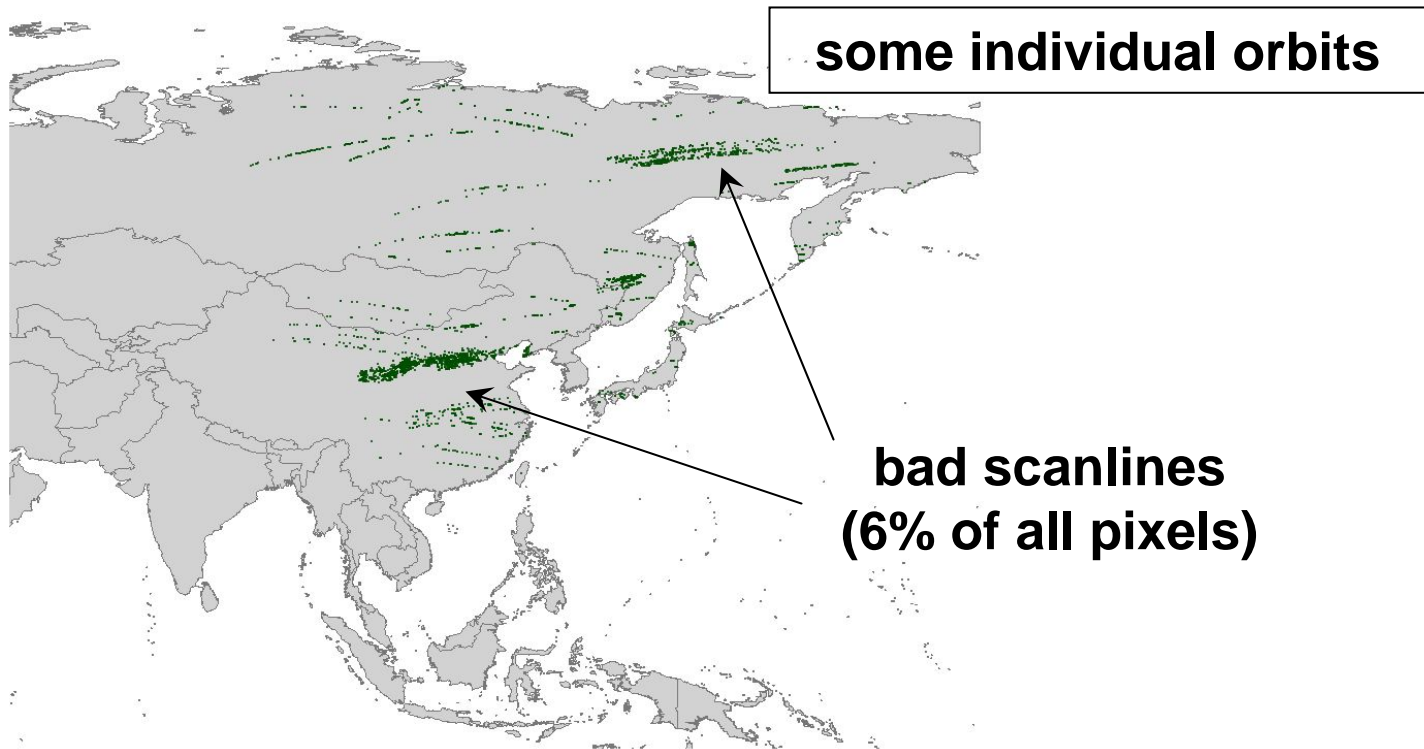 some individual orbits
bad scanlines
(6% of all pixels)